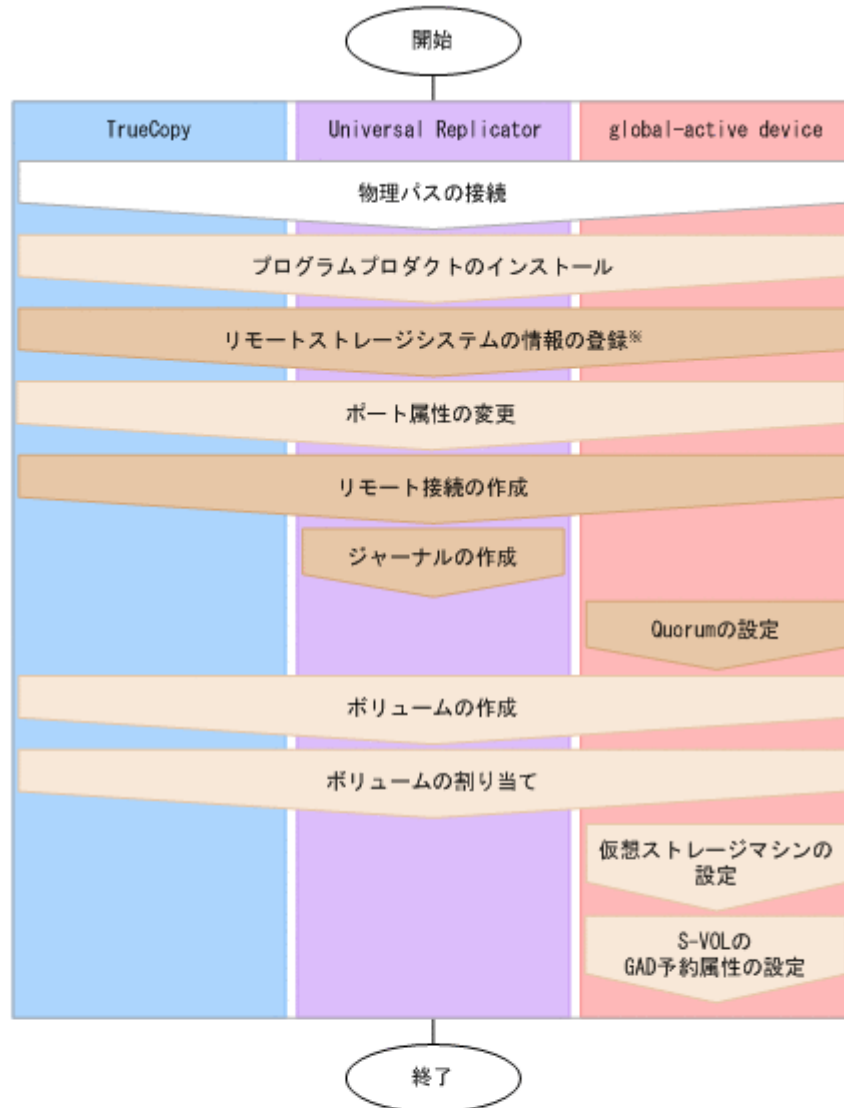 開始
TrueCopy
Universal Replicator
global-active device
物理パスの接続
プログラムプロダクトのインストール
リモートストレージシステムの情報の登録※
ポート属性の変更
リモート接続の作成
ジャーナルの作成
Quorumの設定
ボリュームの作成
ボリュームの割り当て
仮想ストレージマシンの
設定
S-VOLの
GAD予約属性の設定
終了